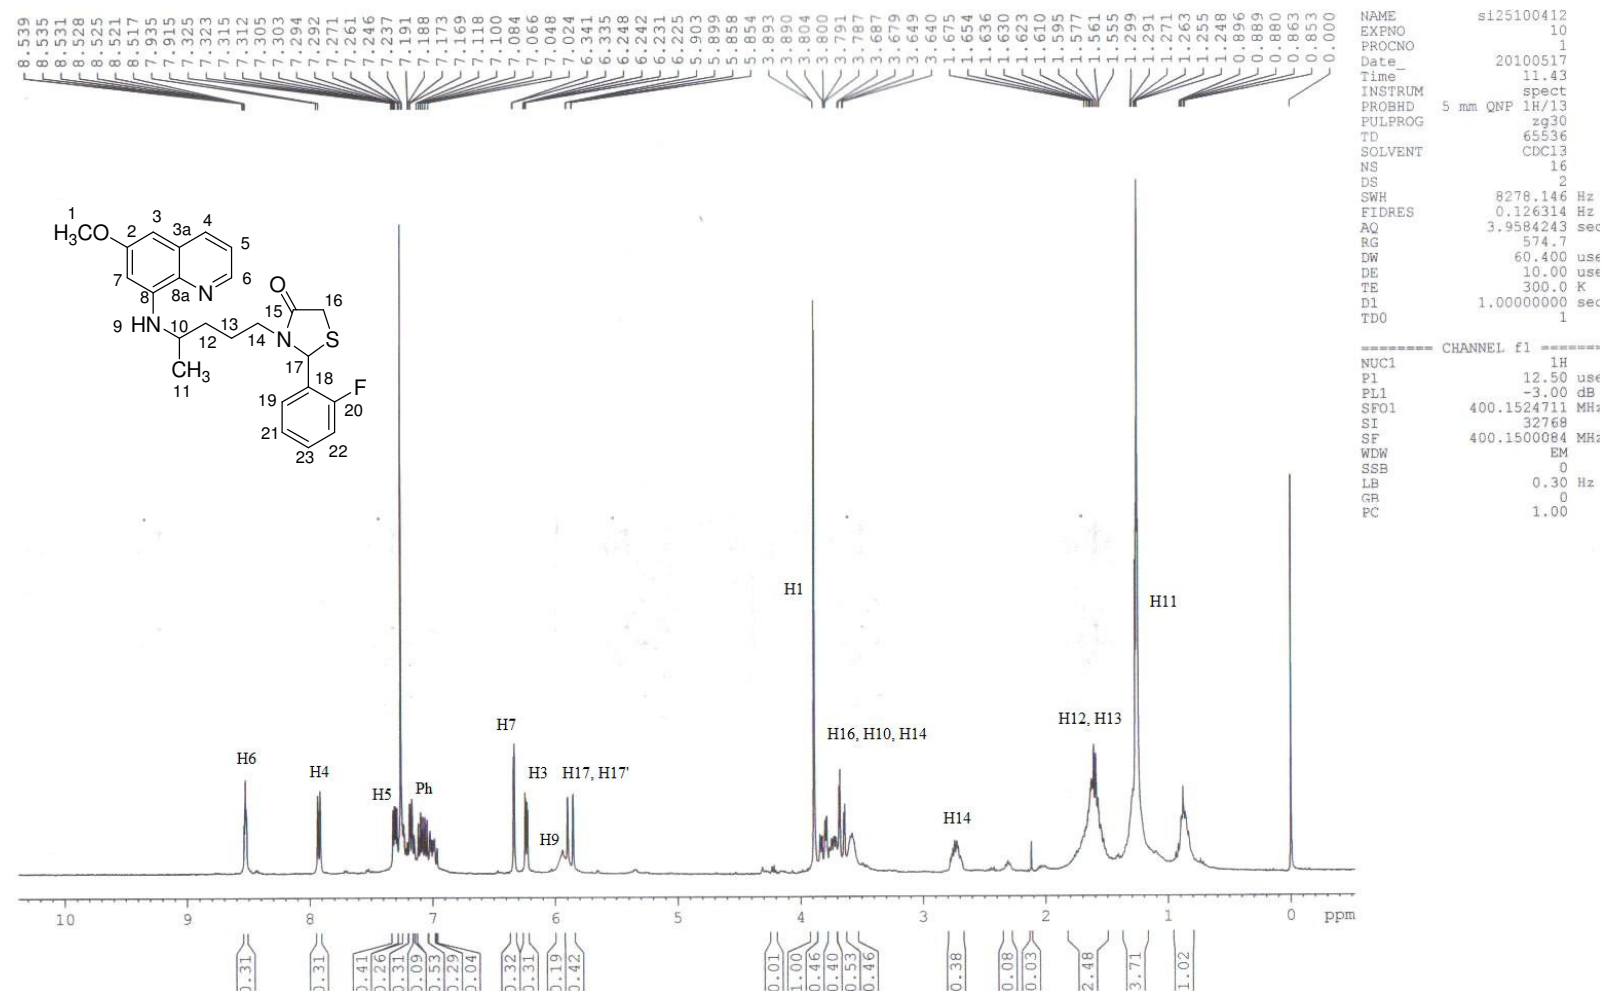 8.539
8.535
8.531
8.528
8.525
8.521
8.517
7.935
7.915
7.325
7.323
7.315
7.312
7.305
7.303
7.294
7.292
7.271
7.261
7.246
7.237
7.191
7.188
7.173
7.169
7.118
7.100
7.084
7.066
7.048
7.024
6.341
6.335
6.248
6.242
6.231
6.225
5.903
5.899
5.858
5.854
3.893
3.890
3.804
3.800
3.791
3.787
3.687
3.679
3.649
3.640
1.675
1.654
1.636
1.630
1.623
1.610
1.595
1.577
1.561
1.555
1.299
1.291
1.271
1.263
1.255
1.248
0.896
0.889
0.880
0.863
0.853
0.000
NAME si25100412
EXPNO 10
PROCNO 1
Date_ 20100517
Time 11.43
INSTRUM spect
PROBHD 5 mm QNP 1H/13
PULPROG zg30
TD 65536
SOLVENT CDCl3
NS 16
DS 2
SWH 8278.146 Hz
FIDRES 0.126314 Hz
AQ 3.9584243 sec
RG 574.7
DW 60.400 use
DE 10.00 use
TE 300.0 K
D1 1.00000000 sec
TD0 1
======== CHANNEL f1 ========
NUC1 1H
P1 12.50 use
PL1 -3.00 dB
SFO1 400.1524711 MHz
SI 32768
SF 400.1500084 MHz
WDW EM
SSB 0
LB 0.30 Hz
GB 0
PC 1.00
1 3 4
H3CO 2 3a 5
7 8 8a N 6
O 16
15
9 HN 10 13 N S
12 14 17
CH3 18 F
11 19 20
21 22
23
H1
H11
H7
H12, H13
H16, H10, H14
H6
H4
H5
Ph
H3
H17, H17'
H9
H14
10 9 8 7 6 5 4 3 2 1 0 ppm
0.31
0.31
0.41
0.26
0.31
0.09
0.53
0.29
0.04
0.32
0.31
0.19
0.42
0.01
1.00
0.46
0.40
0.53
0.46
0.38
0.08
0.03
2.48
3.71
1.02